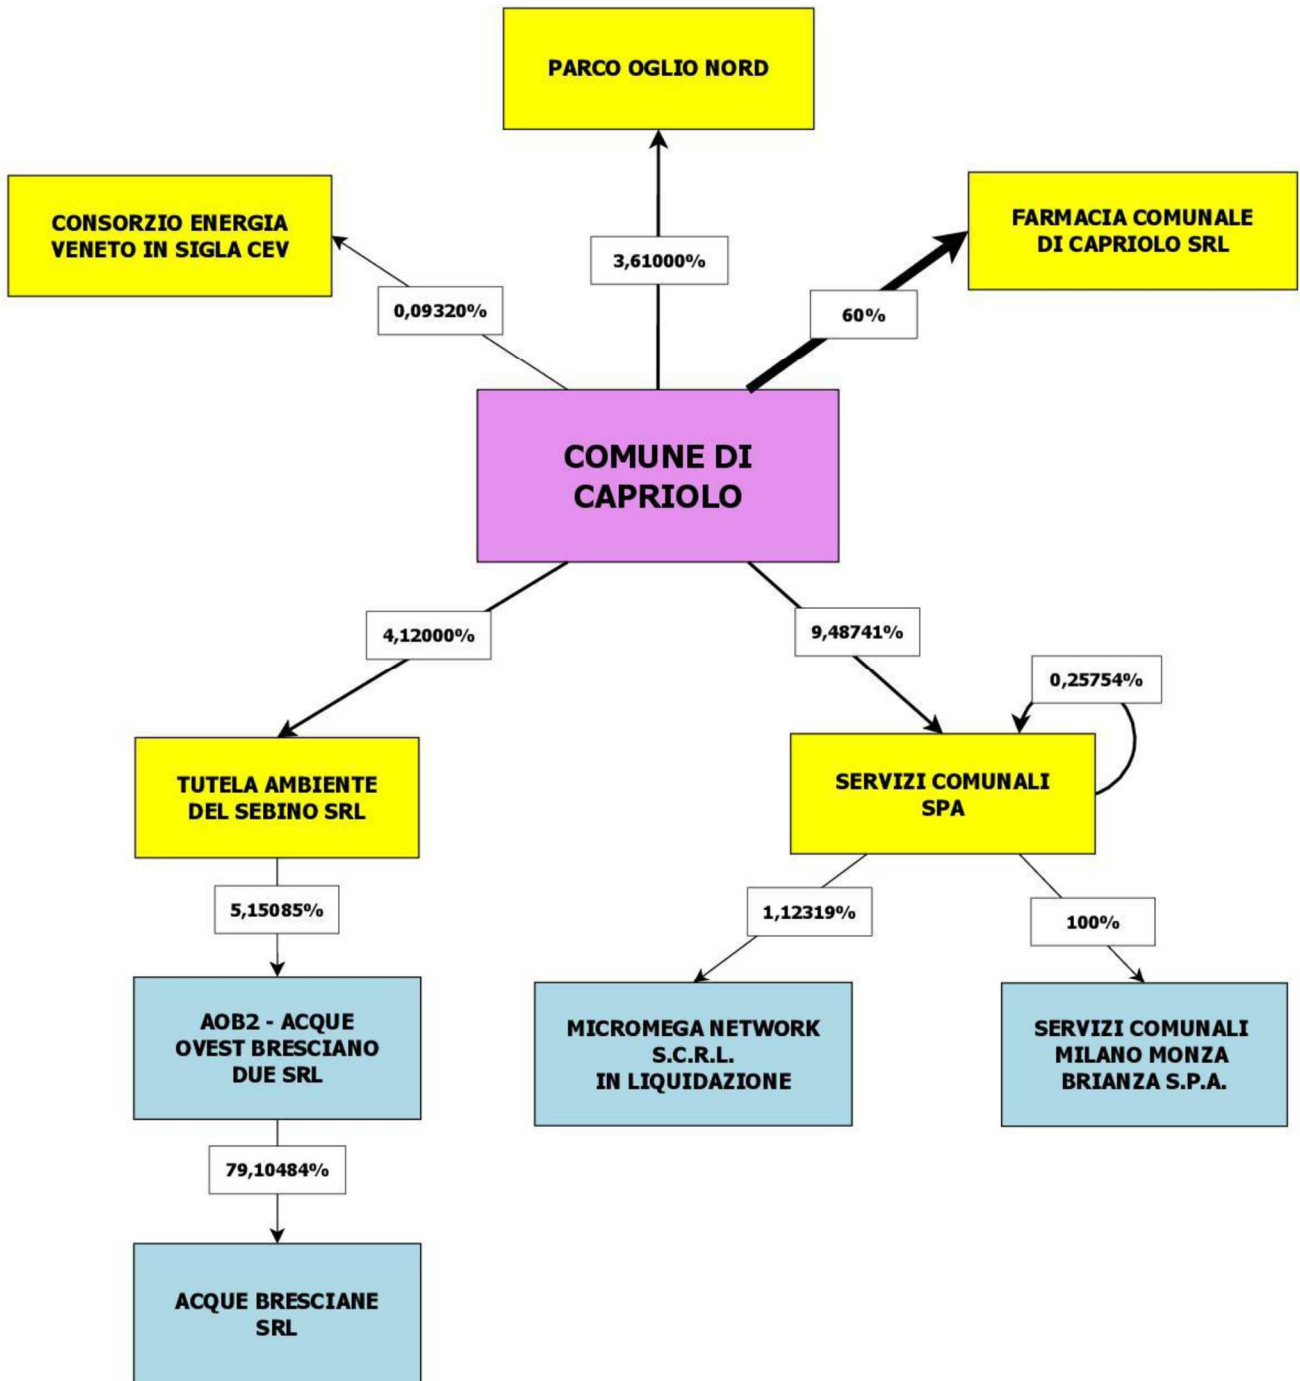 PARCO OGLIO NORD
CONSORZIO ENERGIA
VENETO IN SIGLA CEV
FARMACIA COMUNALE
DI CAPRIOLO SRL
3,61000%
0,09320%
60%
COMUNE DI
CAPRIOLO
4,12000%
9,48741%
0,25754%
TUTELA AMBIENTE
DEL SEBINO SRL
SERVIZI COMUNALI
SPA
5,15085%
1,12319%
100%
AOB2 - ACQUE
OVEST BRESCIANO
DUE SRL
MICROMEGA NETWORK
S.C.R.L.
IN LIQUIDAZIONE
SERVIZI COMUNALI
MILANO MONZA
BRIANZA S.P.A.
79,10484%
ACQUE BRESCIANE
SRL